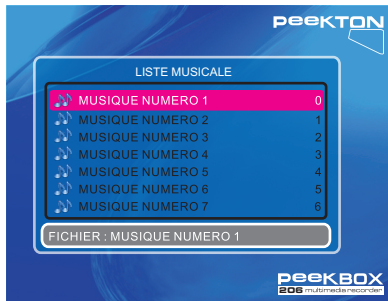 PEEKTON
LISTE MUSICALE
MUSIQUE NUMERO 1 0
MUSIQUE NUMERO 2 1
MUSIQUE NUMERO 3 2
MUSIQUE NUMERO 4 3
MUSIQUE NUMERO 5 4
MUSIQUE NUMERO 6 5
MUSIQUE NUMERO 7 6
FICHIER : MUSIQUE NUMERO 1
PEEKBOX
206 multimedia recorder